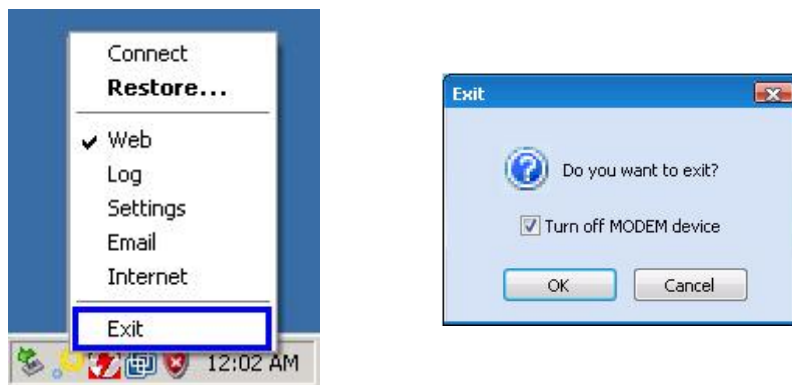 Connect
Restore...
Web
Log
Settings
Email
Internet
Exit
12:02 AM
Exit
Do you want to exit?
Turn off MODEM device
OK
Cancel